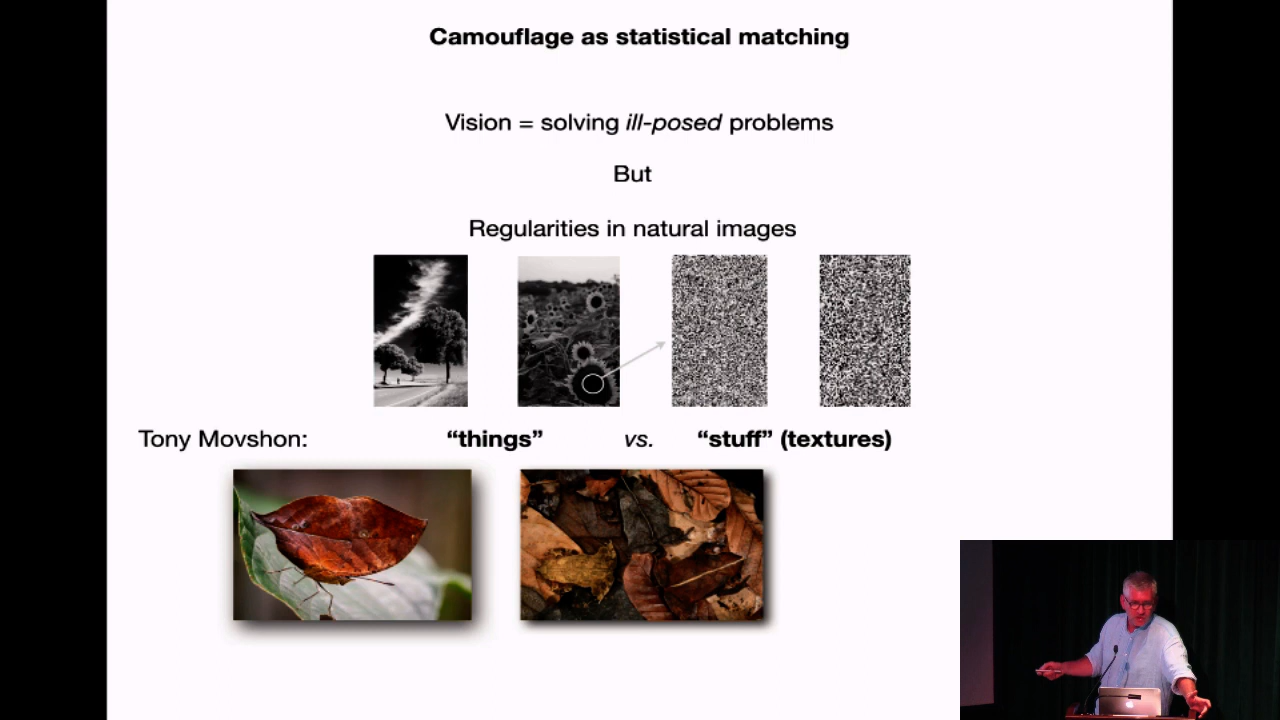 Camouflage as statistical matching
Vision = solving ill-posed problems
But
Regularities in natural images
Tony Movshon: "things" vs. "stuff" (textures)